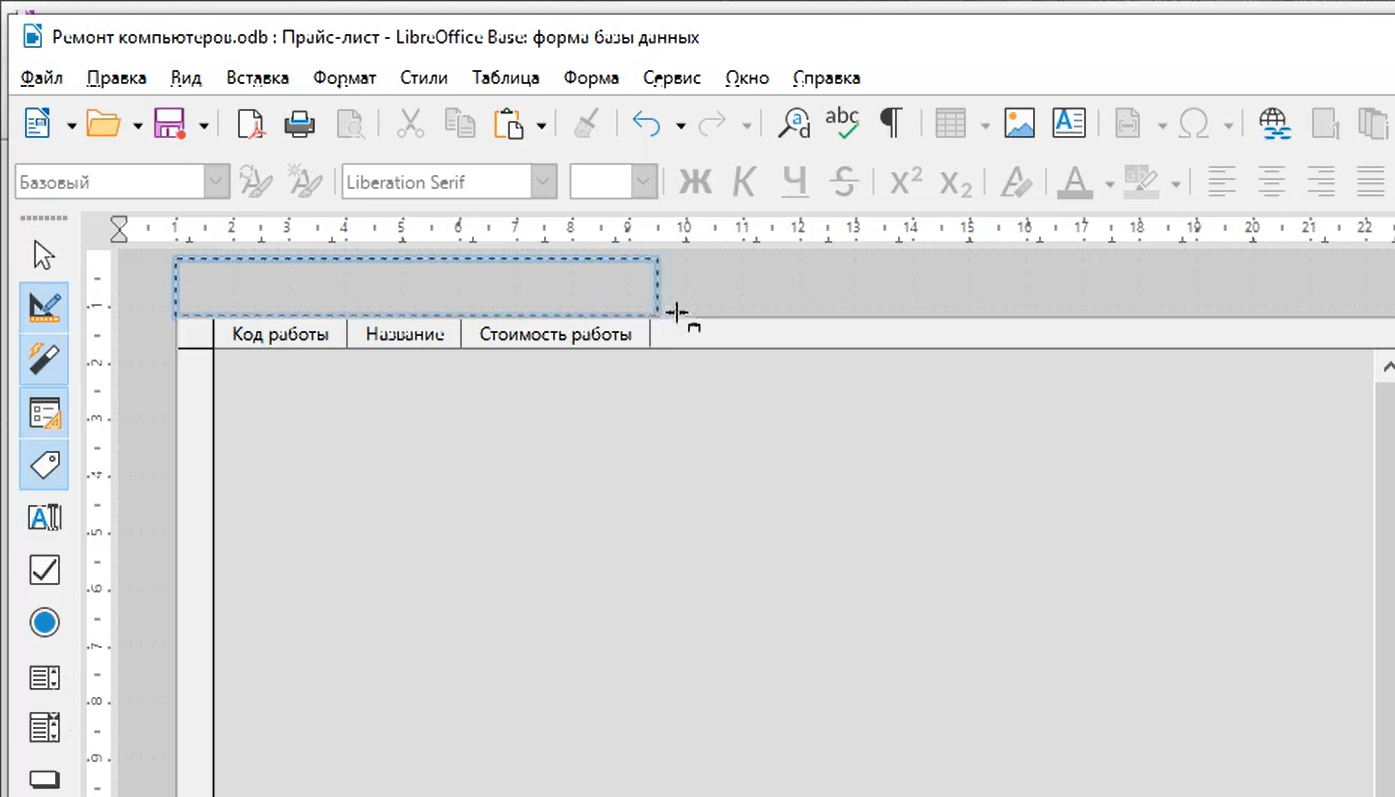 Ремонт компьютеров.odb : Прайс-лист - LibreOffice Base: форма базы данных
Файл Правка Вид Вставка Формат Стили Таблица Форма Сервис Окно Справка
abc
Базовый Liberation Serif Ж К Ч S X² X₂ A
1 2 3 4 5 6 7 8 9 10 11 12 13 14 15 16 17 18 19 20 21 22
1
Код работы Название Стоимость работы
2
3
4
5
6
7
8
9